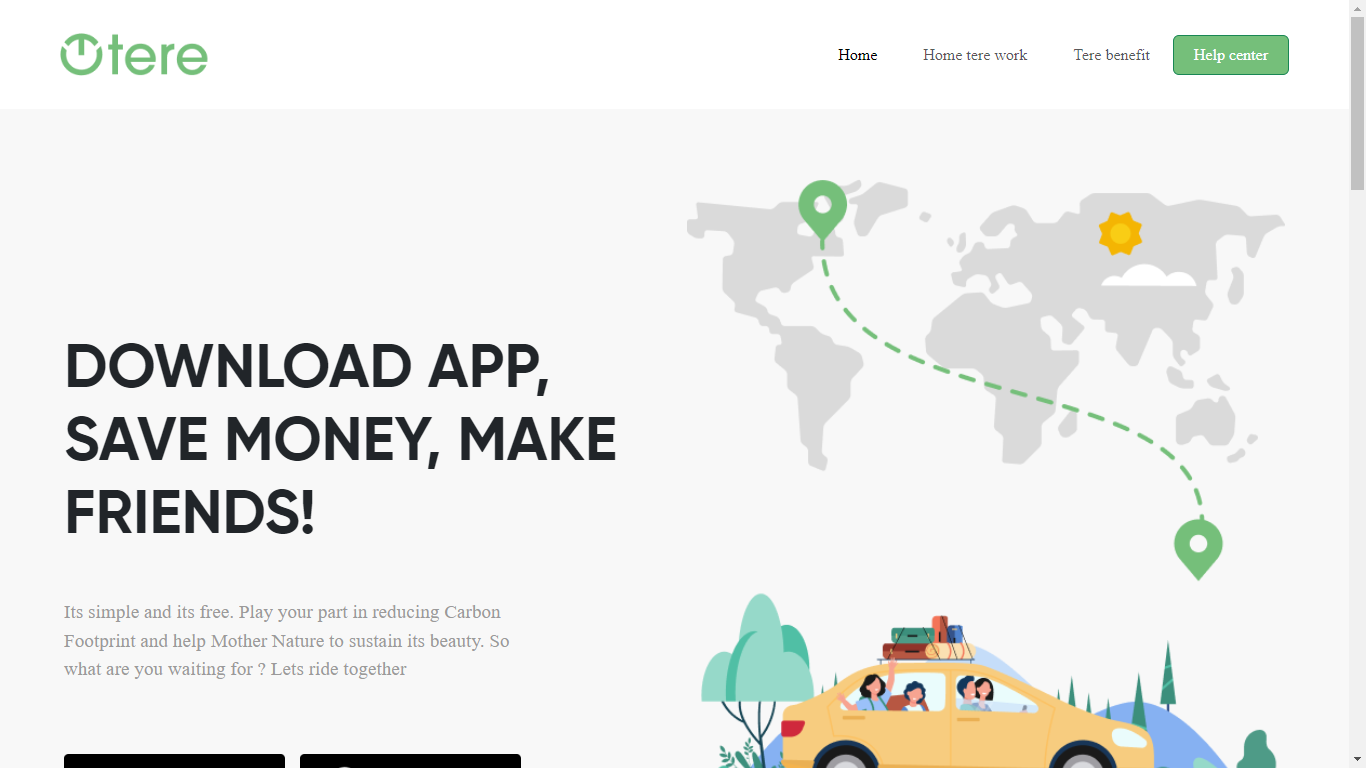 tere
Home
Home tere work
Tere benefit
Help center
DOWNLOAD APP,
SAVE MONEY, MAKE
FRIENDS!
Its simple and its free. Play your part in reducing Carbon
Footprint and help Mother Nature to sustain its beauty. So
what are you waiting for ? Lets ride together